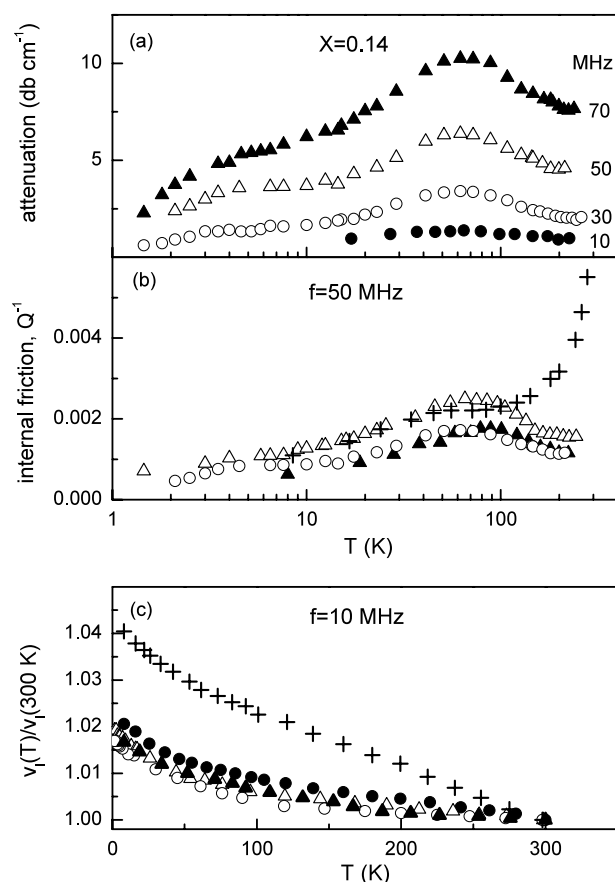 (a)
X=0.14
MHz
10
70
5
50
30
10
attenuation (db cm⁻¹)
(b)
f=50 MHz
0.004
0.002
0.000
internal friction, Q⁻¹
1
10
100
T (K)
(c)
f=10 MHz
1.04
1.03
1.02
1.01
1.00
vₗ(T)/vₗ(300 K)
0
100
200
300
T (K)